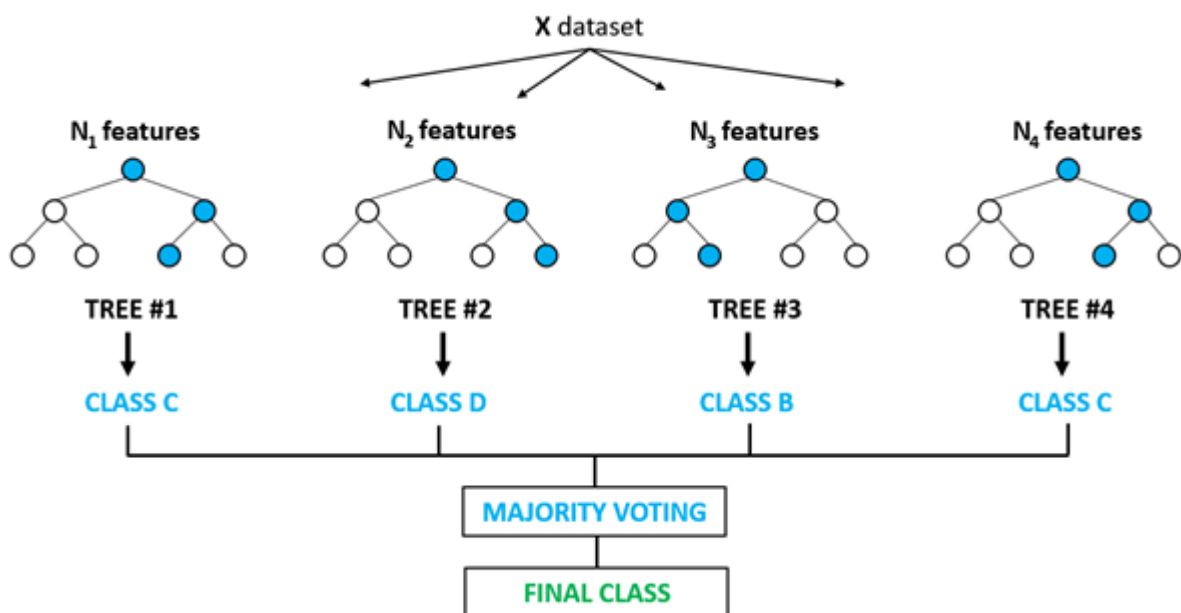 X dataset
N₁ features
N₂ features
N₃ features
N₄ features
TREE #1
TREE #2
TREE #3
TREE #4
CLASS C
CLASS D
CLASS B
CLASS C
MAJORITY VOTING
FINAL CLASS